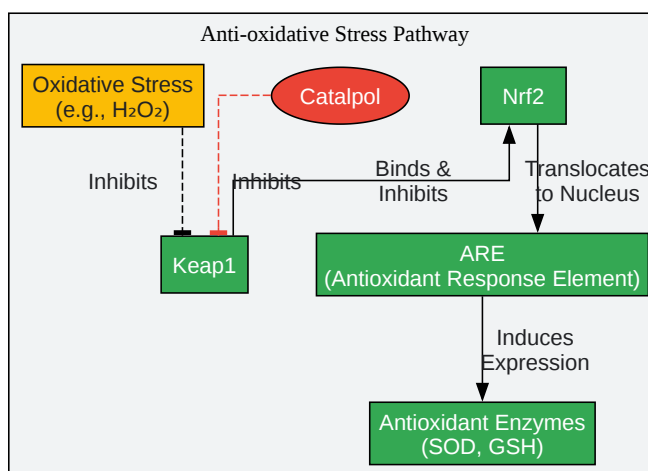 Anti-oxidative Stress Pathway
Oxidative Stress
(e.g., H₂O₂)
Catalpol
Nrf2
Inhibits
Inhibits
Binds &
Inhibits
Translocates
to Nucleus
Keap1
ARE
(Antioxidant Response Element)
Induces
Expression
Antioxidant Enzymes
(SOD, GSH)